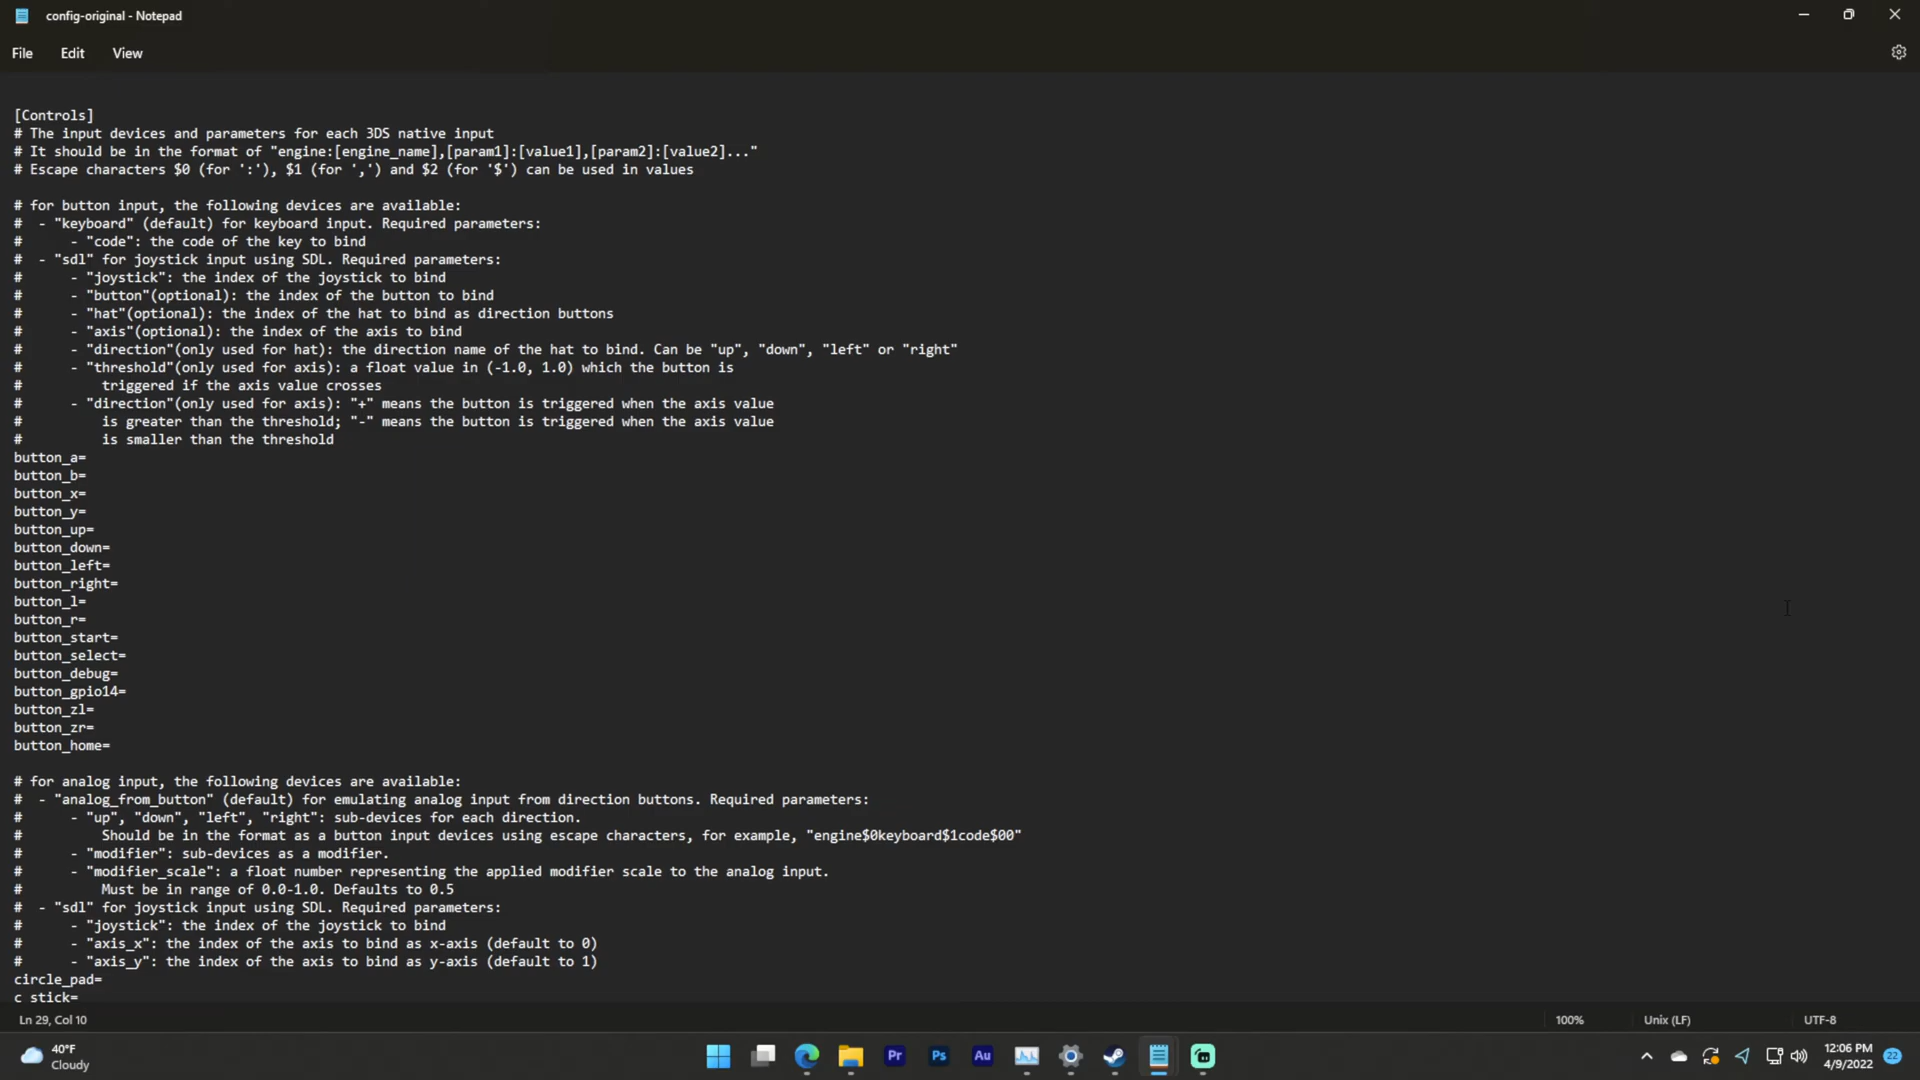 config-original - Notepad
File Edit View
[Controls]
# The input devices and parameters for each 3DS native input
# It should be in the format of "engine:[engine_name],[param1]:[value1],[param2]:[value2]..."
# Escape characters $0 (for ':'), $1 (for ',') and $2 (for '$') can be used in values
# for button input, the following devices are available:
#  - "keyboard" (default) for keyboard input. Required parameters:
#      - "code": the code of the key to bind
#  - "sdl" for joystick input using SDL. Required parameters:
#      - "joystick": the index of the joystick to bind
#      - "button"(optional): the index of the button to bind
#      - "hat"(optional): the index of the hat to bind as direction buttons
#      - "axis"(optional): the index of the axis to bind
#      - "direction"(only used for hat): the direction name of the hat to bind. Can be "up", "down", "left" or "right"
#      - "threshold"(only used for axis): a float value in (-1.0, 1.0) which the button is
#          triggered if the axis value crosses
#      - "direction"(only used for axis): "+" means the button is triggered when the axis value
#          is greater than the threshold; "-" means the button is triggered when the axis value
#          is smaller than the threshold
button_a=
button_b=
button_x=
button_y=
button_up=
button_down=
button_left=
button_right=
button_l=
button_r=
button_start=
button_select=
button_debug=
button_gpio14=
button_zl=
button_zr=
button_home=
# for analog input, the following devices are available:
#  - "analog_from_button" (default) for emulating analog input from direction buttons. Required parameters:
#      - "up", "down", "left", "right": sub-devices for each direction.
#          Should be in the format as a button input devices using escape characters, for example, "engine$0keyboard$1code$00"
#      - "modifier": sub-devices as a modifier.
#      - "modifier_scale": a float number representing the applied modifier scale to the analog input.
#          Must be in range of 0.0-1.0. Defaults to 0.5
#  - "sdl" for joystick input using SDL. Required parameters:
#      - "joystick": the index of the joystick to bind
#      - "axis_x": the index of the axis to bind as x-axis (default to 0)
#      - "axis_y": the index of the axis to bind as y-axis (default to 1)
circle_pad=
c_stick=
Ln 29, Col 10 100% Unix (LF) UTF-8
40°F
Cloudy
Pr Ps Au
12:06 PM
4/9/2022
22